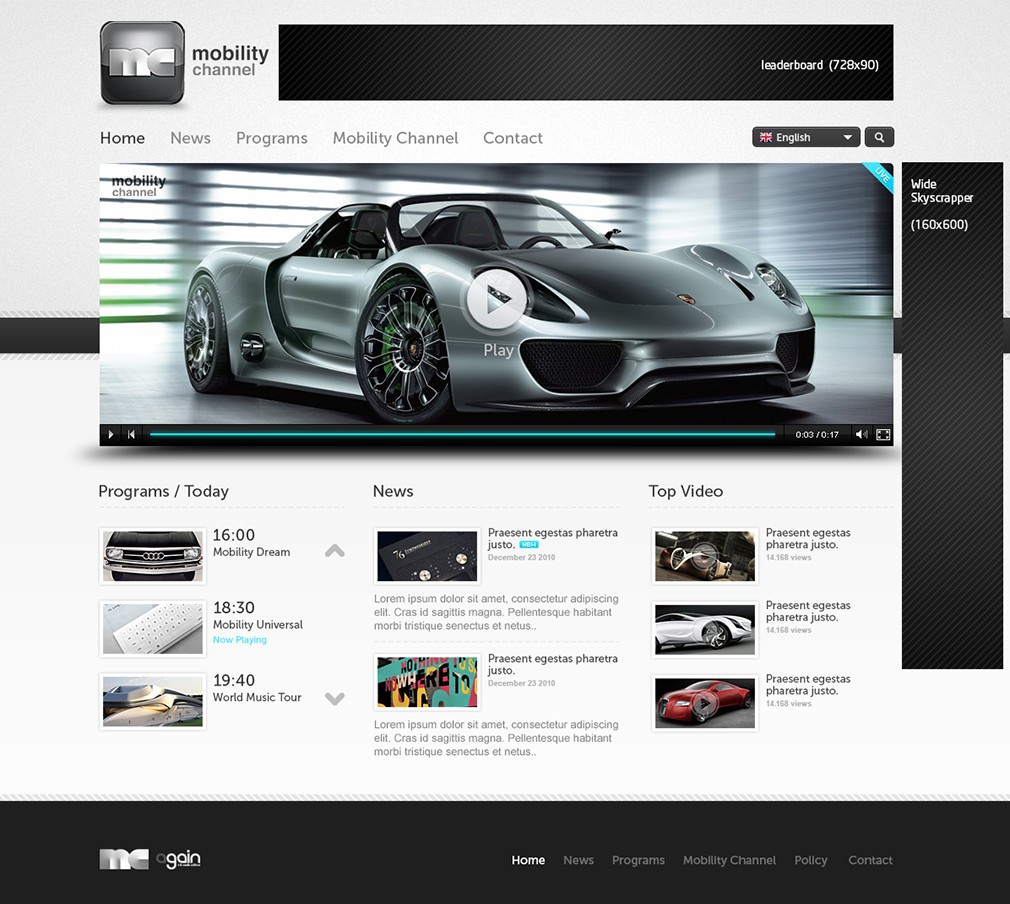 mc
mobility
channel
leaderboard (728x90)
Home News Programs Mobility Channel Contact
English
mobility
channel
LIVE
Wide
Skyscrapper
(160x600)
Play
0:03 / 0:17
Programs / Today
16:00
Mobility Dream
18:30
Mobility Universal
Now Playing
19:40
World Music Tour
News
Praesent egestas pharetra
justo. NEW
December 23 2010
Lorem ipsum dolor sit amet, consectetur adipiscing
elit. Cras id sagittis magna. Pellentesque habitant
morbi tristique senectus et netus..
NOTHING TO S
NOWHERE TO
Praesent egestas pharetra
justo.
December 23 2010
Lorem ipsum dolor sit amet, consectetur adipiscing
elit. Cras id sagittis magna. Pellentesque habitant
morbi tristique senectus et netus..
Top Video
Praesent egestas
pharetra justo.
14.168 views
Praesent egestas
pharetra justo.
14.168 views
Praesent egestas
pharetra justo.
14.168 views
mc again
Home News Programs Mobility Channel Policy Contact